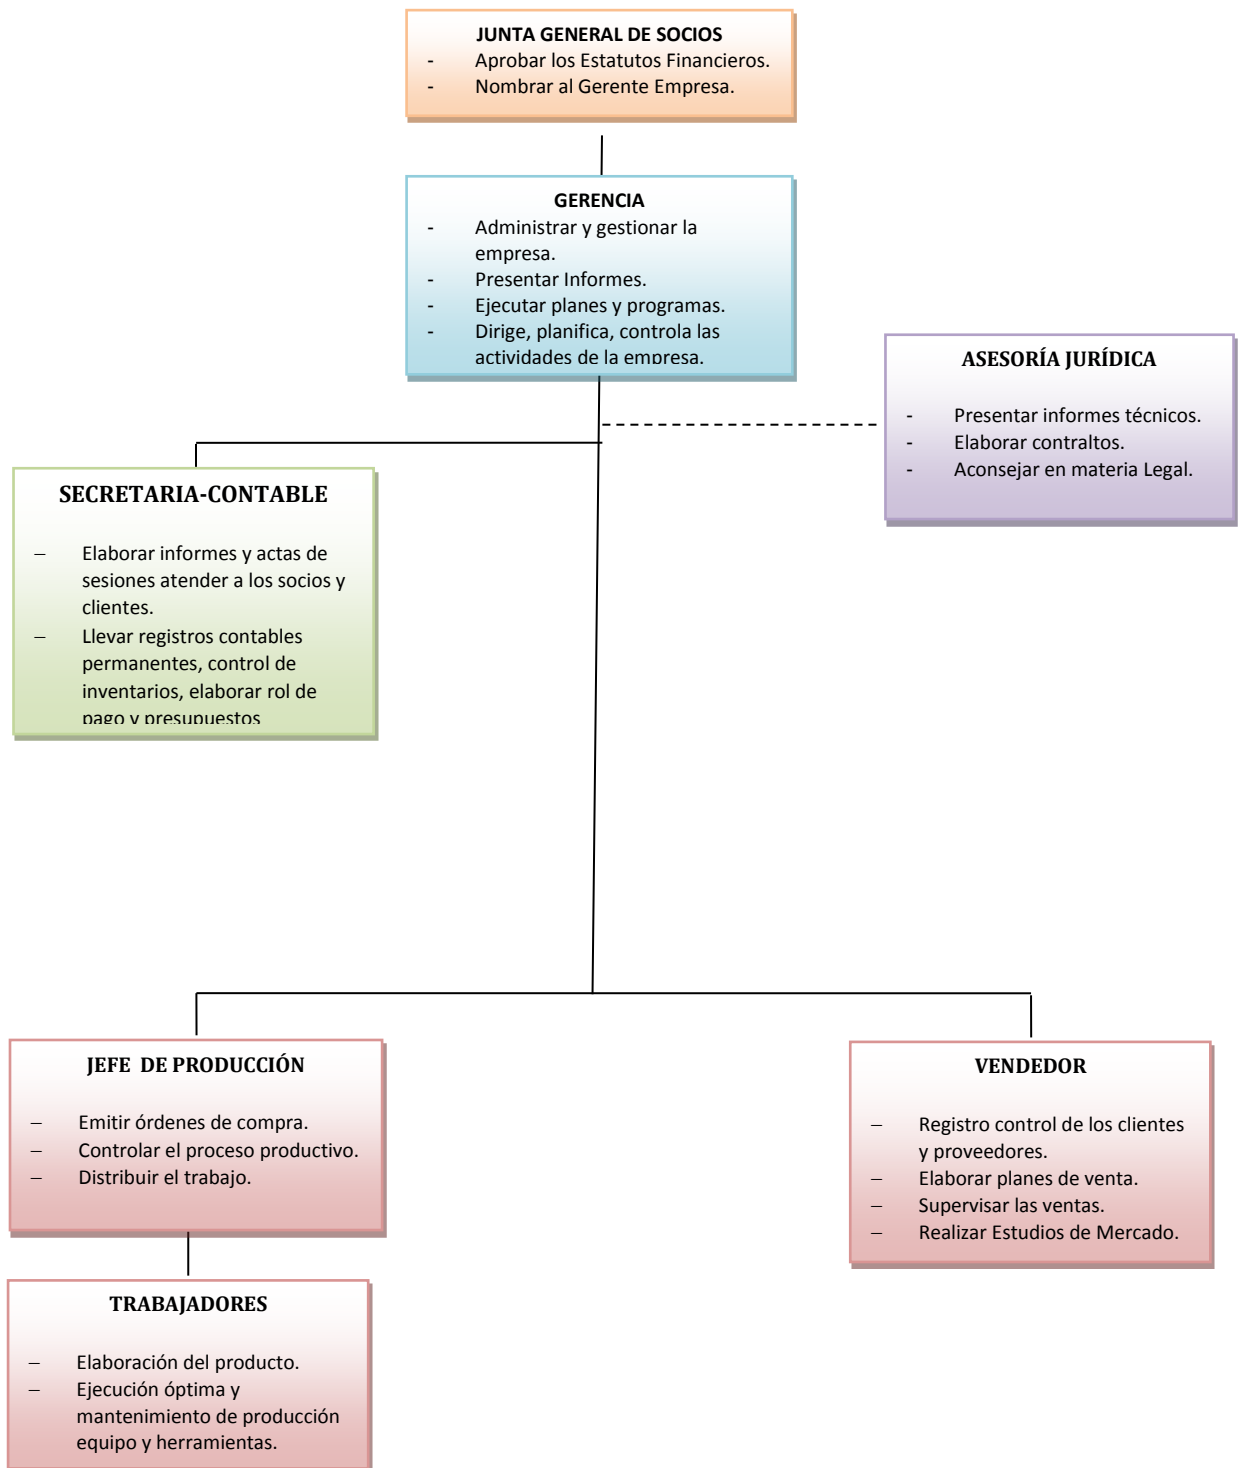 JUNTA GENERAL DE SOCIOS
- Aprobar los Estatutos Financieros.
- Nombrar al Gerente Empresa.
GERENCIA
- Administrar y gestionar la
empresa.
- Presentar Informes.
- Ejecutar planes y programas.
- Dirige, planifica, controla las
actividades de la empresa.
ASESORÍA JURÍDICA
- Presentar informes técnicos.
- Elaborar contraltos.
- Aconsejar en materia Legal.
SECRETARIA-CONTABLE
– Elaborar informes y actas de
sesiones atender a los socios y
clientes.
– Llevar registros contables
permanentes, control de
inventarios, elaborar rol de
pago y presupuestos
JEFE DE PRODUCCIÓN
– Emitir órdenes de compra.
– Controlar el proceso productivo.
– Distribuir el trabajo.
VENDEDOR
– Registro control de los clientes
y proveedores.
– Elaborar planes de venta.
– Supervisar las ventas.
– Realizar Estudios de Mercado.
TRABAJADORES
– Elaboración del producto.
– Ejecución óptima y
mantenimiento de producción
equipo y herramientas.